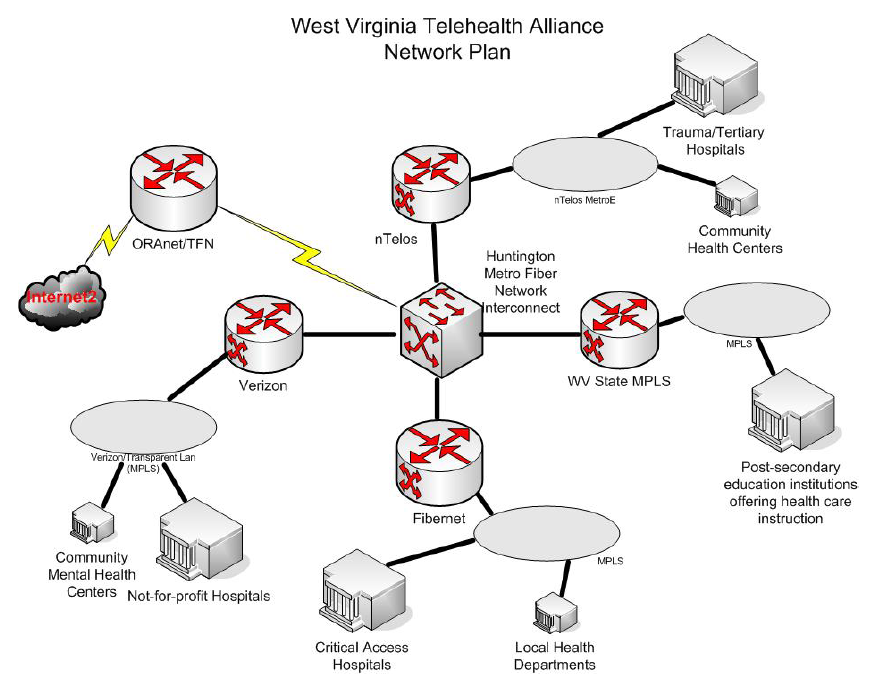 West Virginia Telehealth Alliance
Network Plan
Trauma/Tertiary
Hospitals
nTelos MetroE
Community
Health Centers
ORAnet/TFN
nTelos
Huntington
Metro Fiber
Network
Interconnect
Internet2
Verizon
WV State MPLS
MPLS
Verizon/Transparent Lan
(MPLS)
Post-secondary
education institutions
offering health care
instruction
Fibernet
MPLS
Community
Mental Health
Centers
Not-for-profit Hospitals
Critical Access
Hospitals
Local Health
Departments